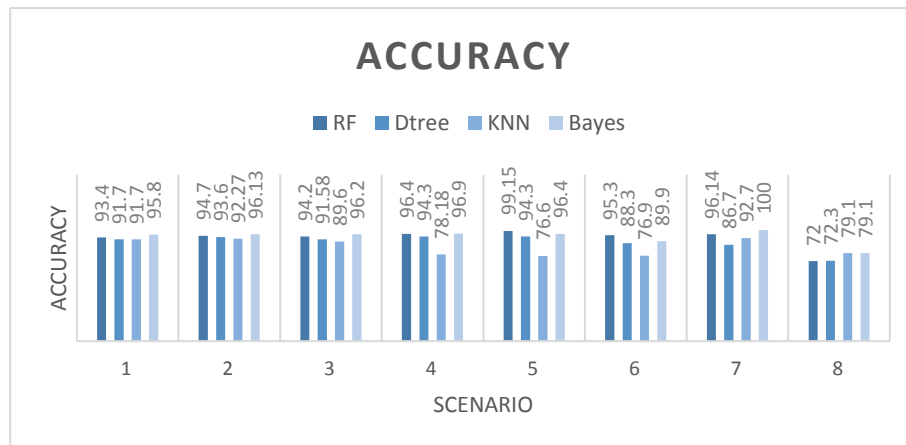 ACCURACY
RF Dtree KNN Bayes
93.4 91.7 91.7 95.8 94.7 93.6 92.27 96.13 94.2 91.58 89.6 96.2 96.4 94.3 78.18 96.9 99.15 94.3 76.6 96.4 95.3 88.3 76.9 89.9 96.14 86.7 92.7 100 72 72.3 79.1 79.1
ACCURACY
1 2 3 4 5 6 7 8
SCENARIO